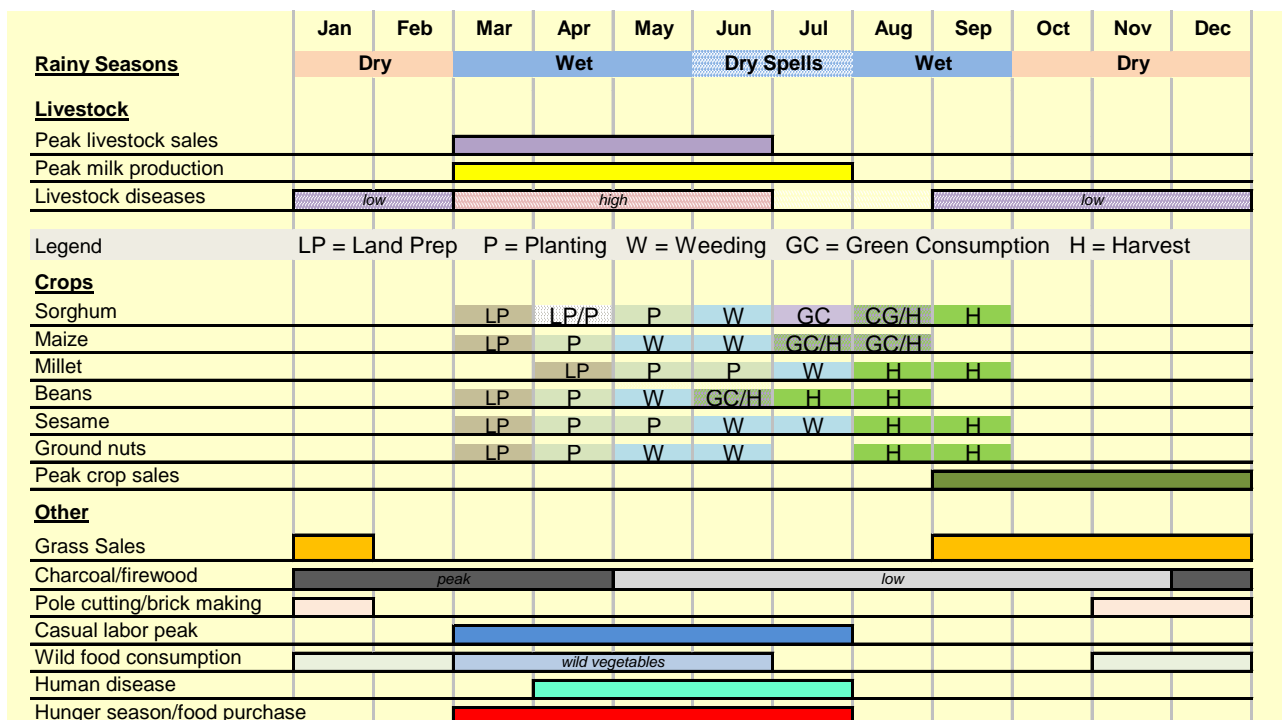 Jan Feb Mar Apr May Jun Jul Aug Sep Oct Nov Dec
Rainy Seasons Dry Wet Dry Spells Wet Dry
Livestock
Peak livestock sales
Peak milk production
Livestock diseases low high low
Legend LP = Land Prep P = Planting W = Weeding GC = Green Consumption H = Harvest
Crops
Sorghum LP LP/P P W GC CG/H H
Maize LP P W W GC/H GC/H
Millet LP P P W H H
Beans LP P W GC/H H H
Sesame LP P P W W H H
Ground nuts LP P W W H H
Peak crop sales
Other
Grass Sales
Charcoal/firewood peak low
Pole cutting/brick making
Casual labor peak
Wild food consumption wild vegetables
Human disease
Hunger season/food purchase